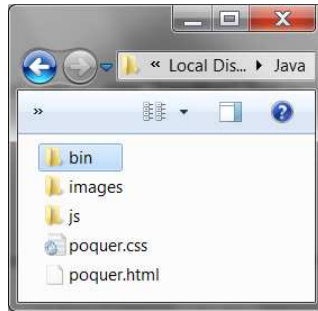 « Local Dis... ▸ Java
»
bin
images
js
poquer.css
poquer.html